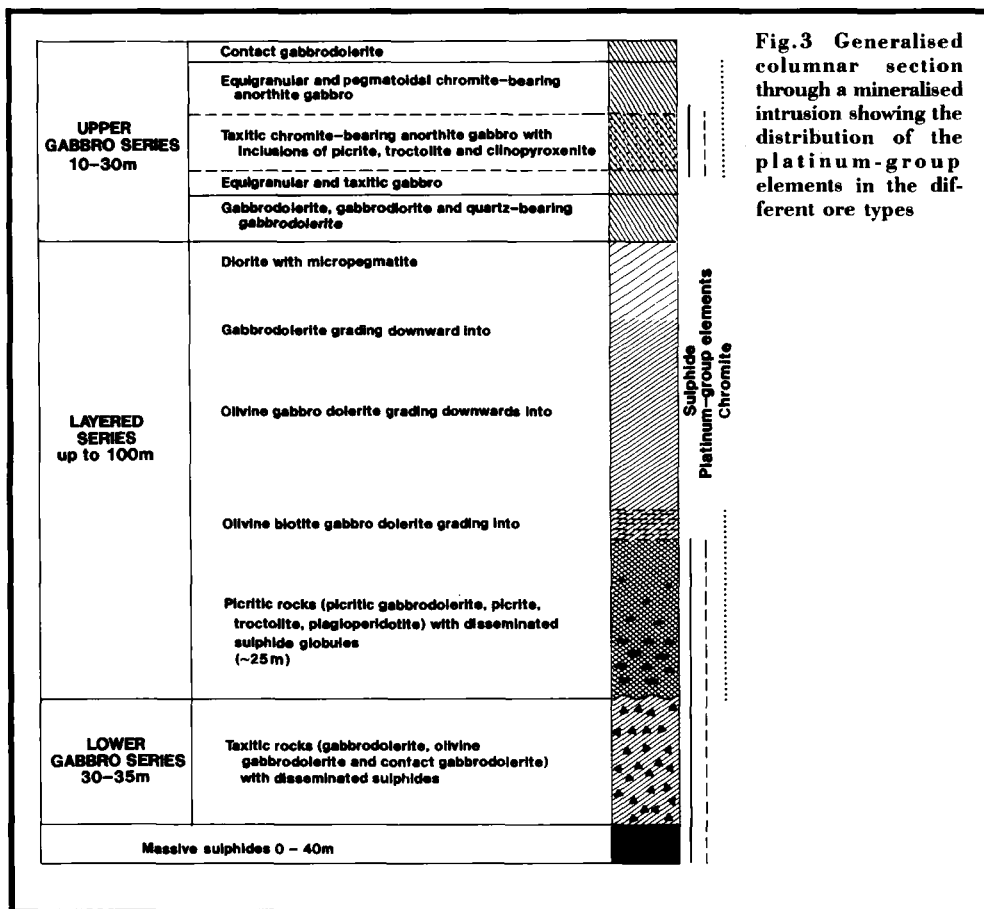 Fig.3 Generalised
columnar section
through a mineralised
intrusion showing the
distribution of the
platinum-group
elements in the dif-
ferent ore types
UPPER
GABBRO SERIES
10–30m
Contact gabbrodolerite
Equigranular and pegmatoidal chromite–bearing
anorthite gabbro
Taxitic chromite–bearing anorthite gabbro with
inclusions of picrite, troctolite and clinopyroxenite
Equigranular and taxitic gabbro
Gabbrodolerite, gabbrodiorite and quartz–bearing
gabbrodolerite
LAYERED
SERIES
up to 100m
Diorite with micropegmatite
Gabbrodolerite grading downward into
Olivine gabbro dolerite grading downwards into
Olivine biotite gabbro dolerite grading into
Picritic rocks (picritic gabbrodolerite, picrite,
troctolite, plagioperidotite) with disseminated
sulphide globules
(~25m)
LOWER
GABBRO SERIES
30–35m
Taxitic rocks (gabbrodolerite, olivine
gabbrodolerite and contact gabbrodolerite)
with disseminated sulphides
Massive sulphides 0 – 40m
Sulphide
Platinum–group elements
Chromite